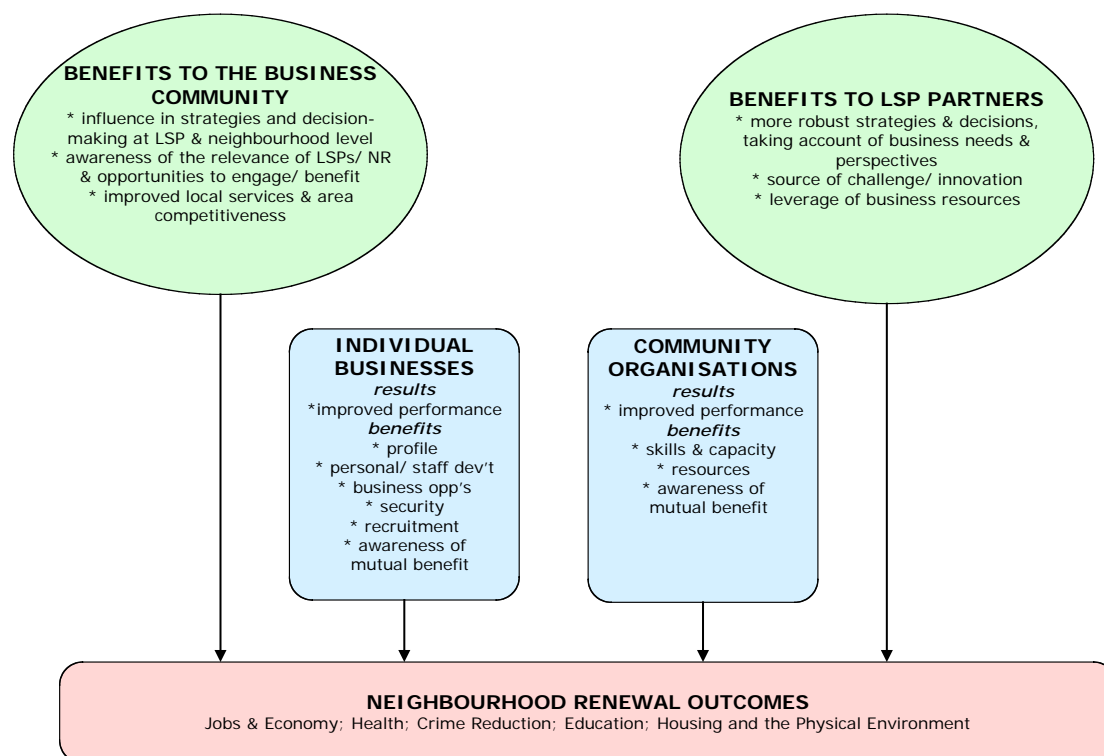 BENEFITS TO THE BUSINESS
COMMUNITY
* influence in strategies and decision-
making at LSP & neighbourhood level
* awareness of the relevance of LSPs/ NR
& opportunities to engage/ benefit
* improved local services & area
competitiveness
BENEFITS TO LSP PARTNERS
* more robust strategies & decisions,
taking account of business needs &
perspectives
* source of challenge/ innovation
* leverage of business resources
INDIVIDUAL
BUSINESSES
results
*improved performance
benefits
* profile
* personal/ staff dev't
* business opp's
* security
* recruitment
* awareness of
mutual benefit
COMMUNITY
ORGANISATIONS
results
* improved performance
benefits
* skills & capacity
* resources
* awareness of
mutual benefit
NEIGHBOURHOOD RENEWAL OUTCOMES
Jobs & Economy; Health; Crime Reduction; Education; Housing and the Physical Environment